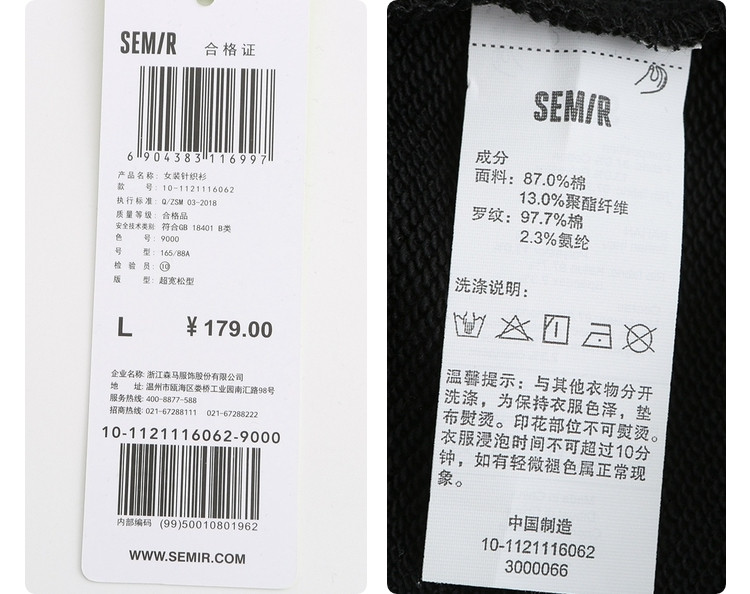 SEMIR 合格证
6 904383 116997
产品名称: 女装针织衫
款 号: 10-1121116062
执行标准: Q/ZSM 03-2018
质量等级: 合格品
安全技术类别: 符合GB 18401 B类
色 号: 9000
号 型: 165/88A
检 验 员: ⑩
版 型: 超宽松型
L ¥179.00
企业名称: 浙江森马服饰股份有限公司
地 址: 温州市瓯海区娄桥工业园南汇路98号
服务热线: 400-8877-588
招商热线: 021-67288111 021-67288222
10-1121116062-9000
内部编码 (99)50010801962
WWW.SEMIR.COM
SEMIR
成分
面料: 87.0%棉
13.0%聚酯纤维
罗纹: 97.7%棉
2.3%氨纶
洗涤说明:
温馨提示: 与其他衣物分开
洗涤, 为保持衣服色泽, 垫
布熨烫。印花部位不可熨烫。
衣服浸泡时间不可超过10分
钟, 如有轻微褪色属正常现
象。
中国制造
10-1121116062
3000066